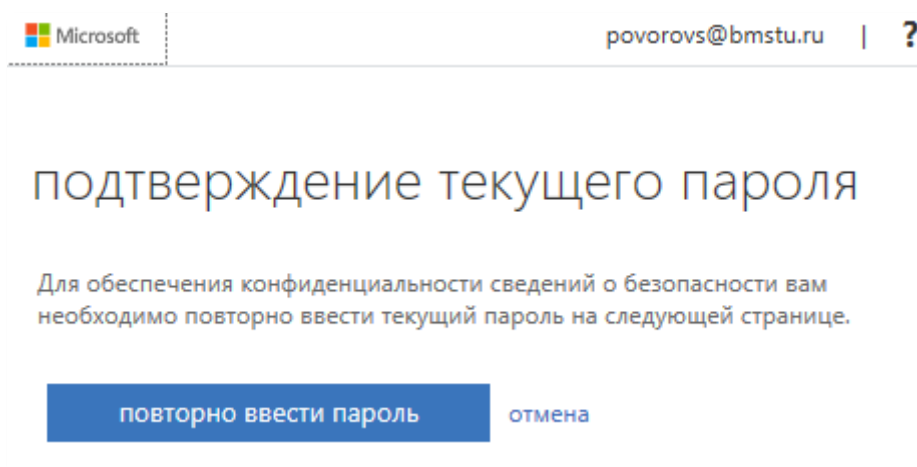 Microsoft povorovs@bmstu.ru | ?
подтверждение текущего пароля
Для обеспечения конфиденциальности сведений о безопасности вам
необходимо повторно ввести текущий пароль на следующей странице.
повторно ввести пароль отмена